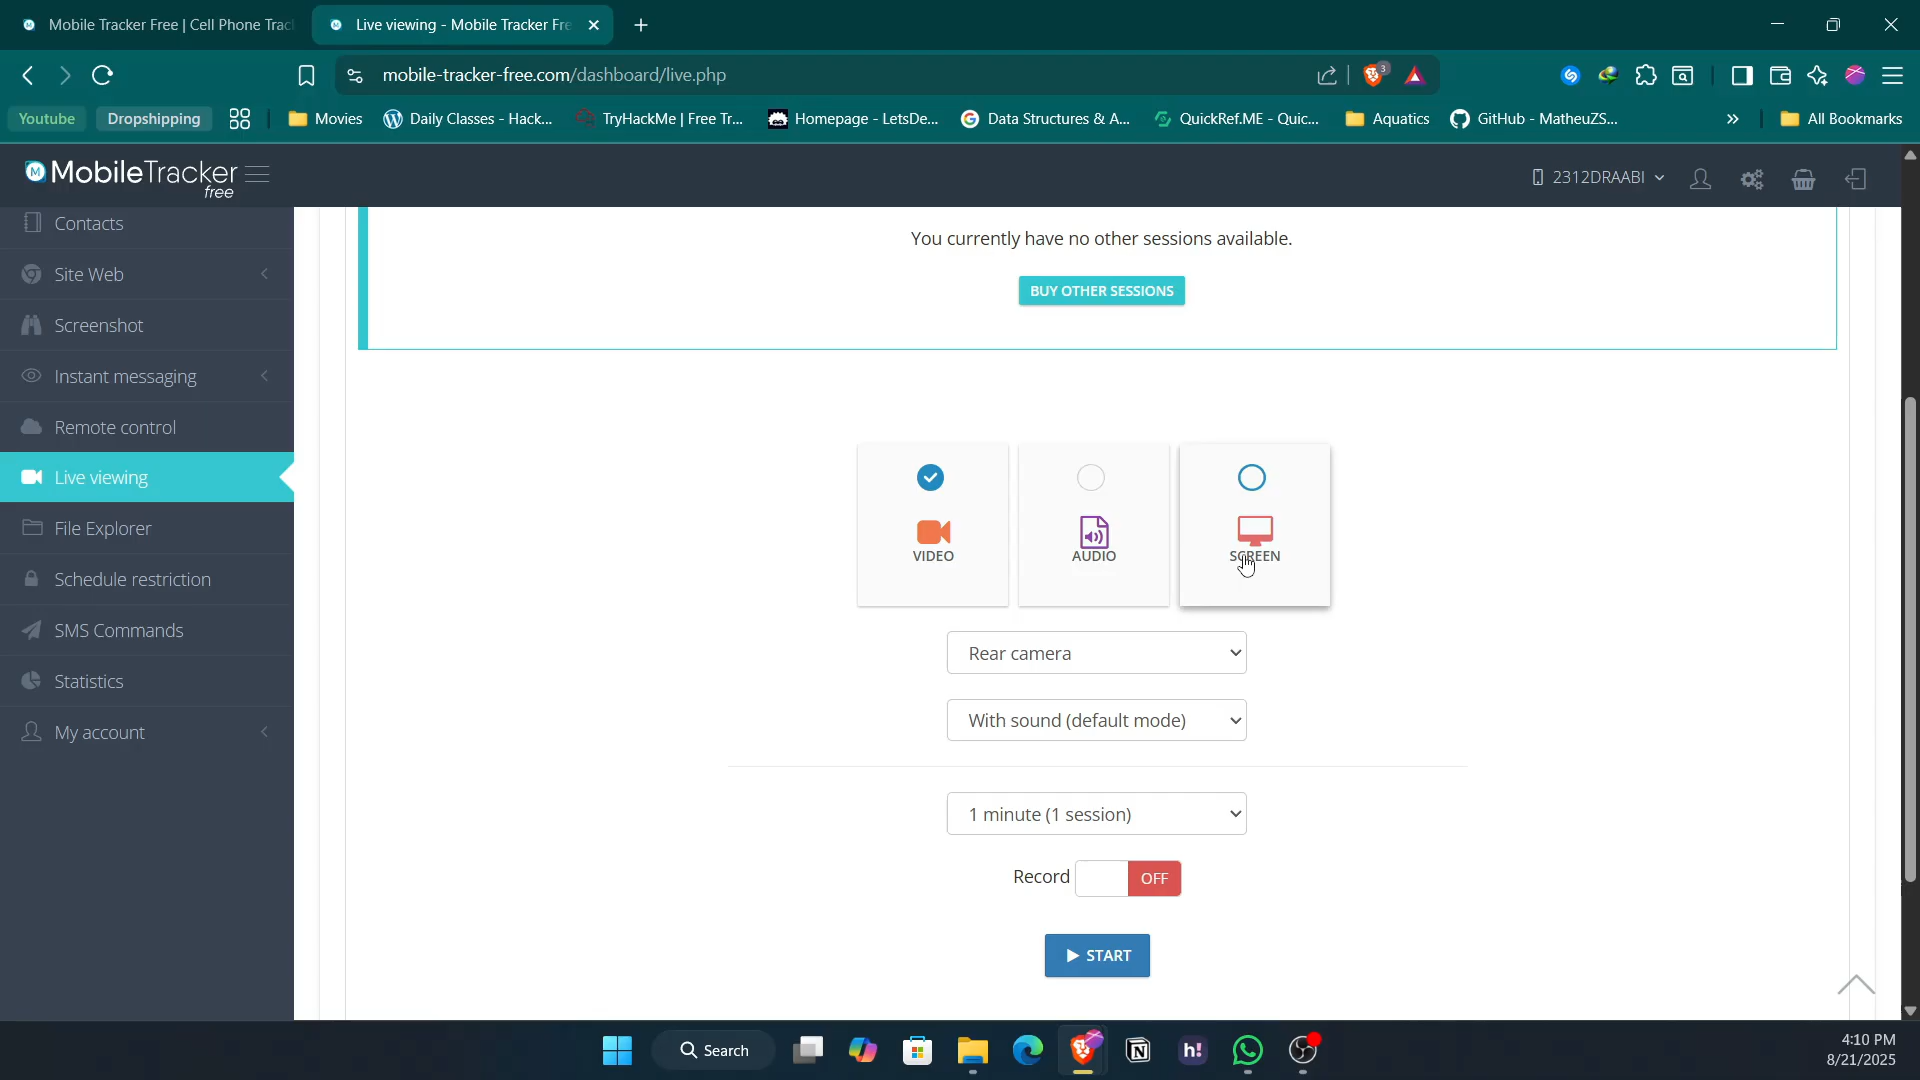 Mobile Tracker Free | Cell Phone Trac
Live viewing - Mobile Tracker Fre
mobile-tracker-free.com/dashboard/live.php
3
Youtube
Dropshipping
Movies
Daily Classes - Hack...
TryHackMe | Free Tr...
Homepage - LetsDe...
Data Structures & A...
QuickRef.ME - Quic...
Aquatics
GitHub - MatheuZS...
All Bookmarks
MobileTracker
free
2312DRAABI
Contacts
Site Web
Screenshot
Instant messaging
Remote control
Live viewing
File Explorer
Schedule restriction
SMS Commands
Statistics
My account
You currently have no other sessions available.
BUY OTHER SESSIONS
VIDEO
AUDIO
SCREEN
Rear camera
With sound (default mode)
1 minute (1 session)
Record
OFF
START
Search
h!
4:10 PM
8/21/2025